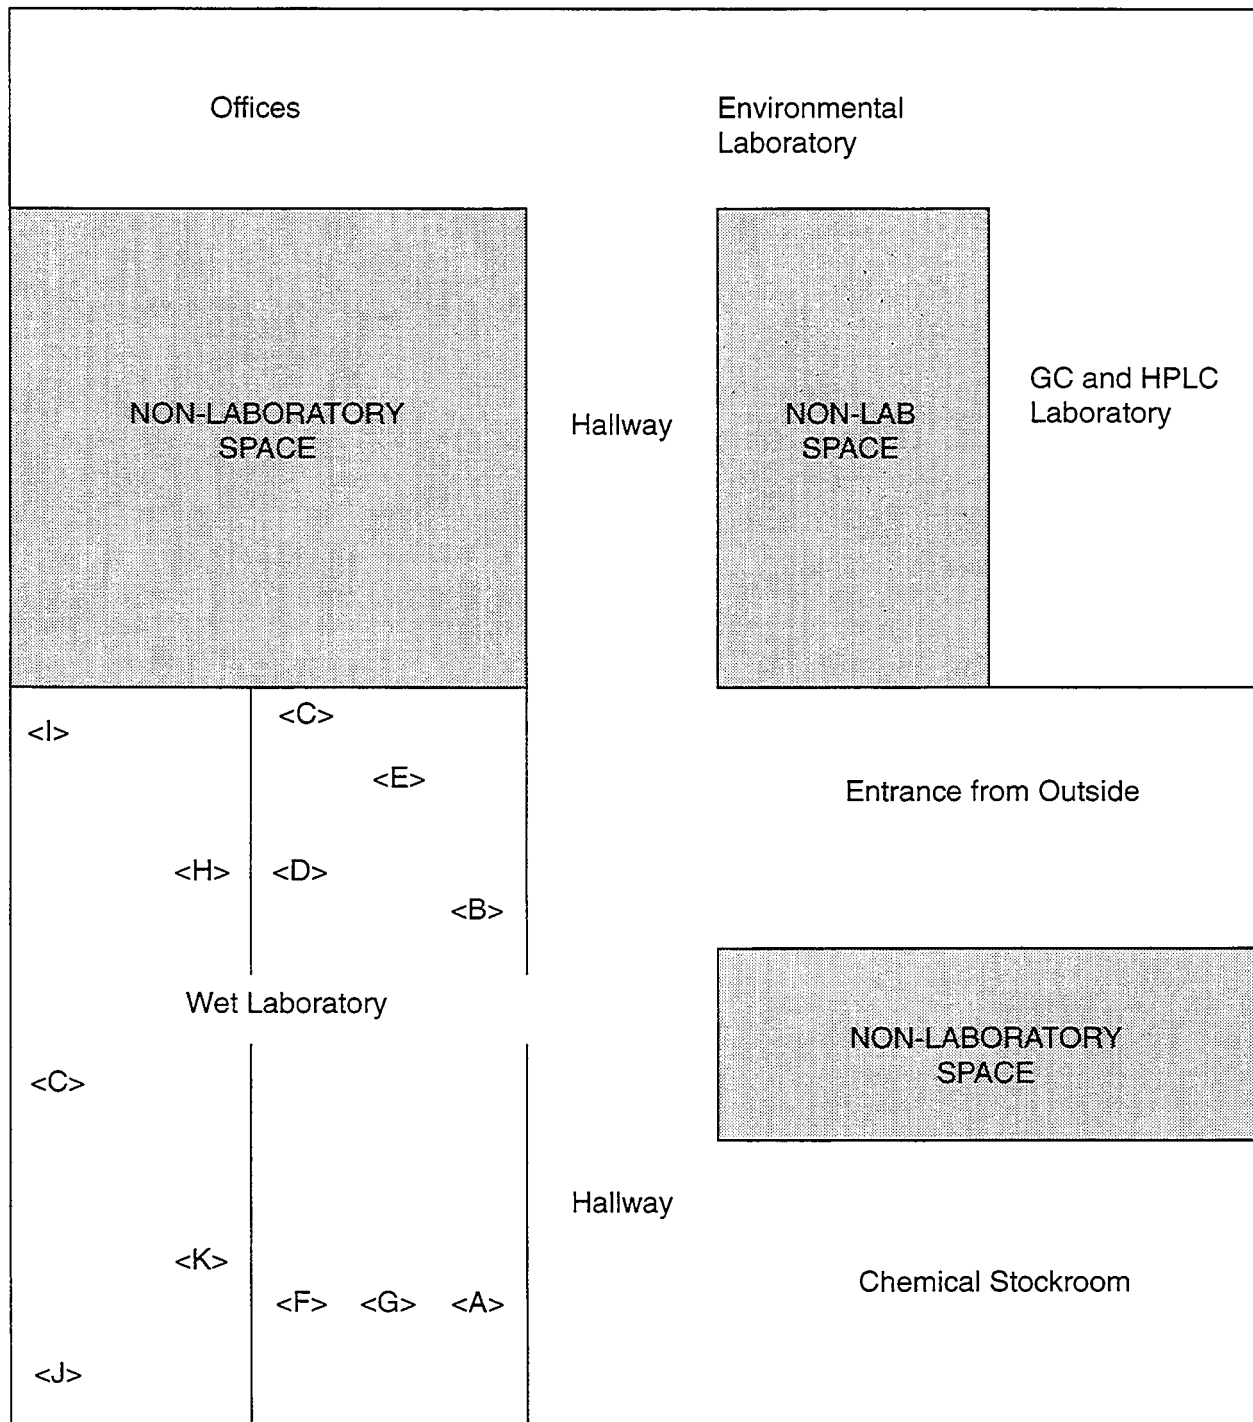 Offices
Environmental
Laboratory
NON-LABORATORY
SPACE
Hallway
NON-LAB
SPACE
GC and HPLC
Laboratory
<I>
<C>
<E>
Entrance from Outside
<H>
<D>
<B>
Wet Laboratory
NON-LABORATORY
SPACE
<C>
Hallway
<K>
Chemical Stockroom
<F>
<G>
<A>
<J>